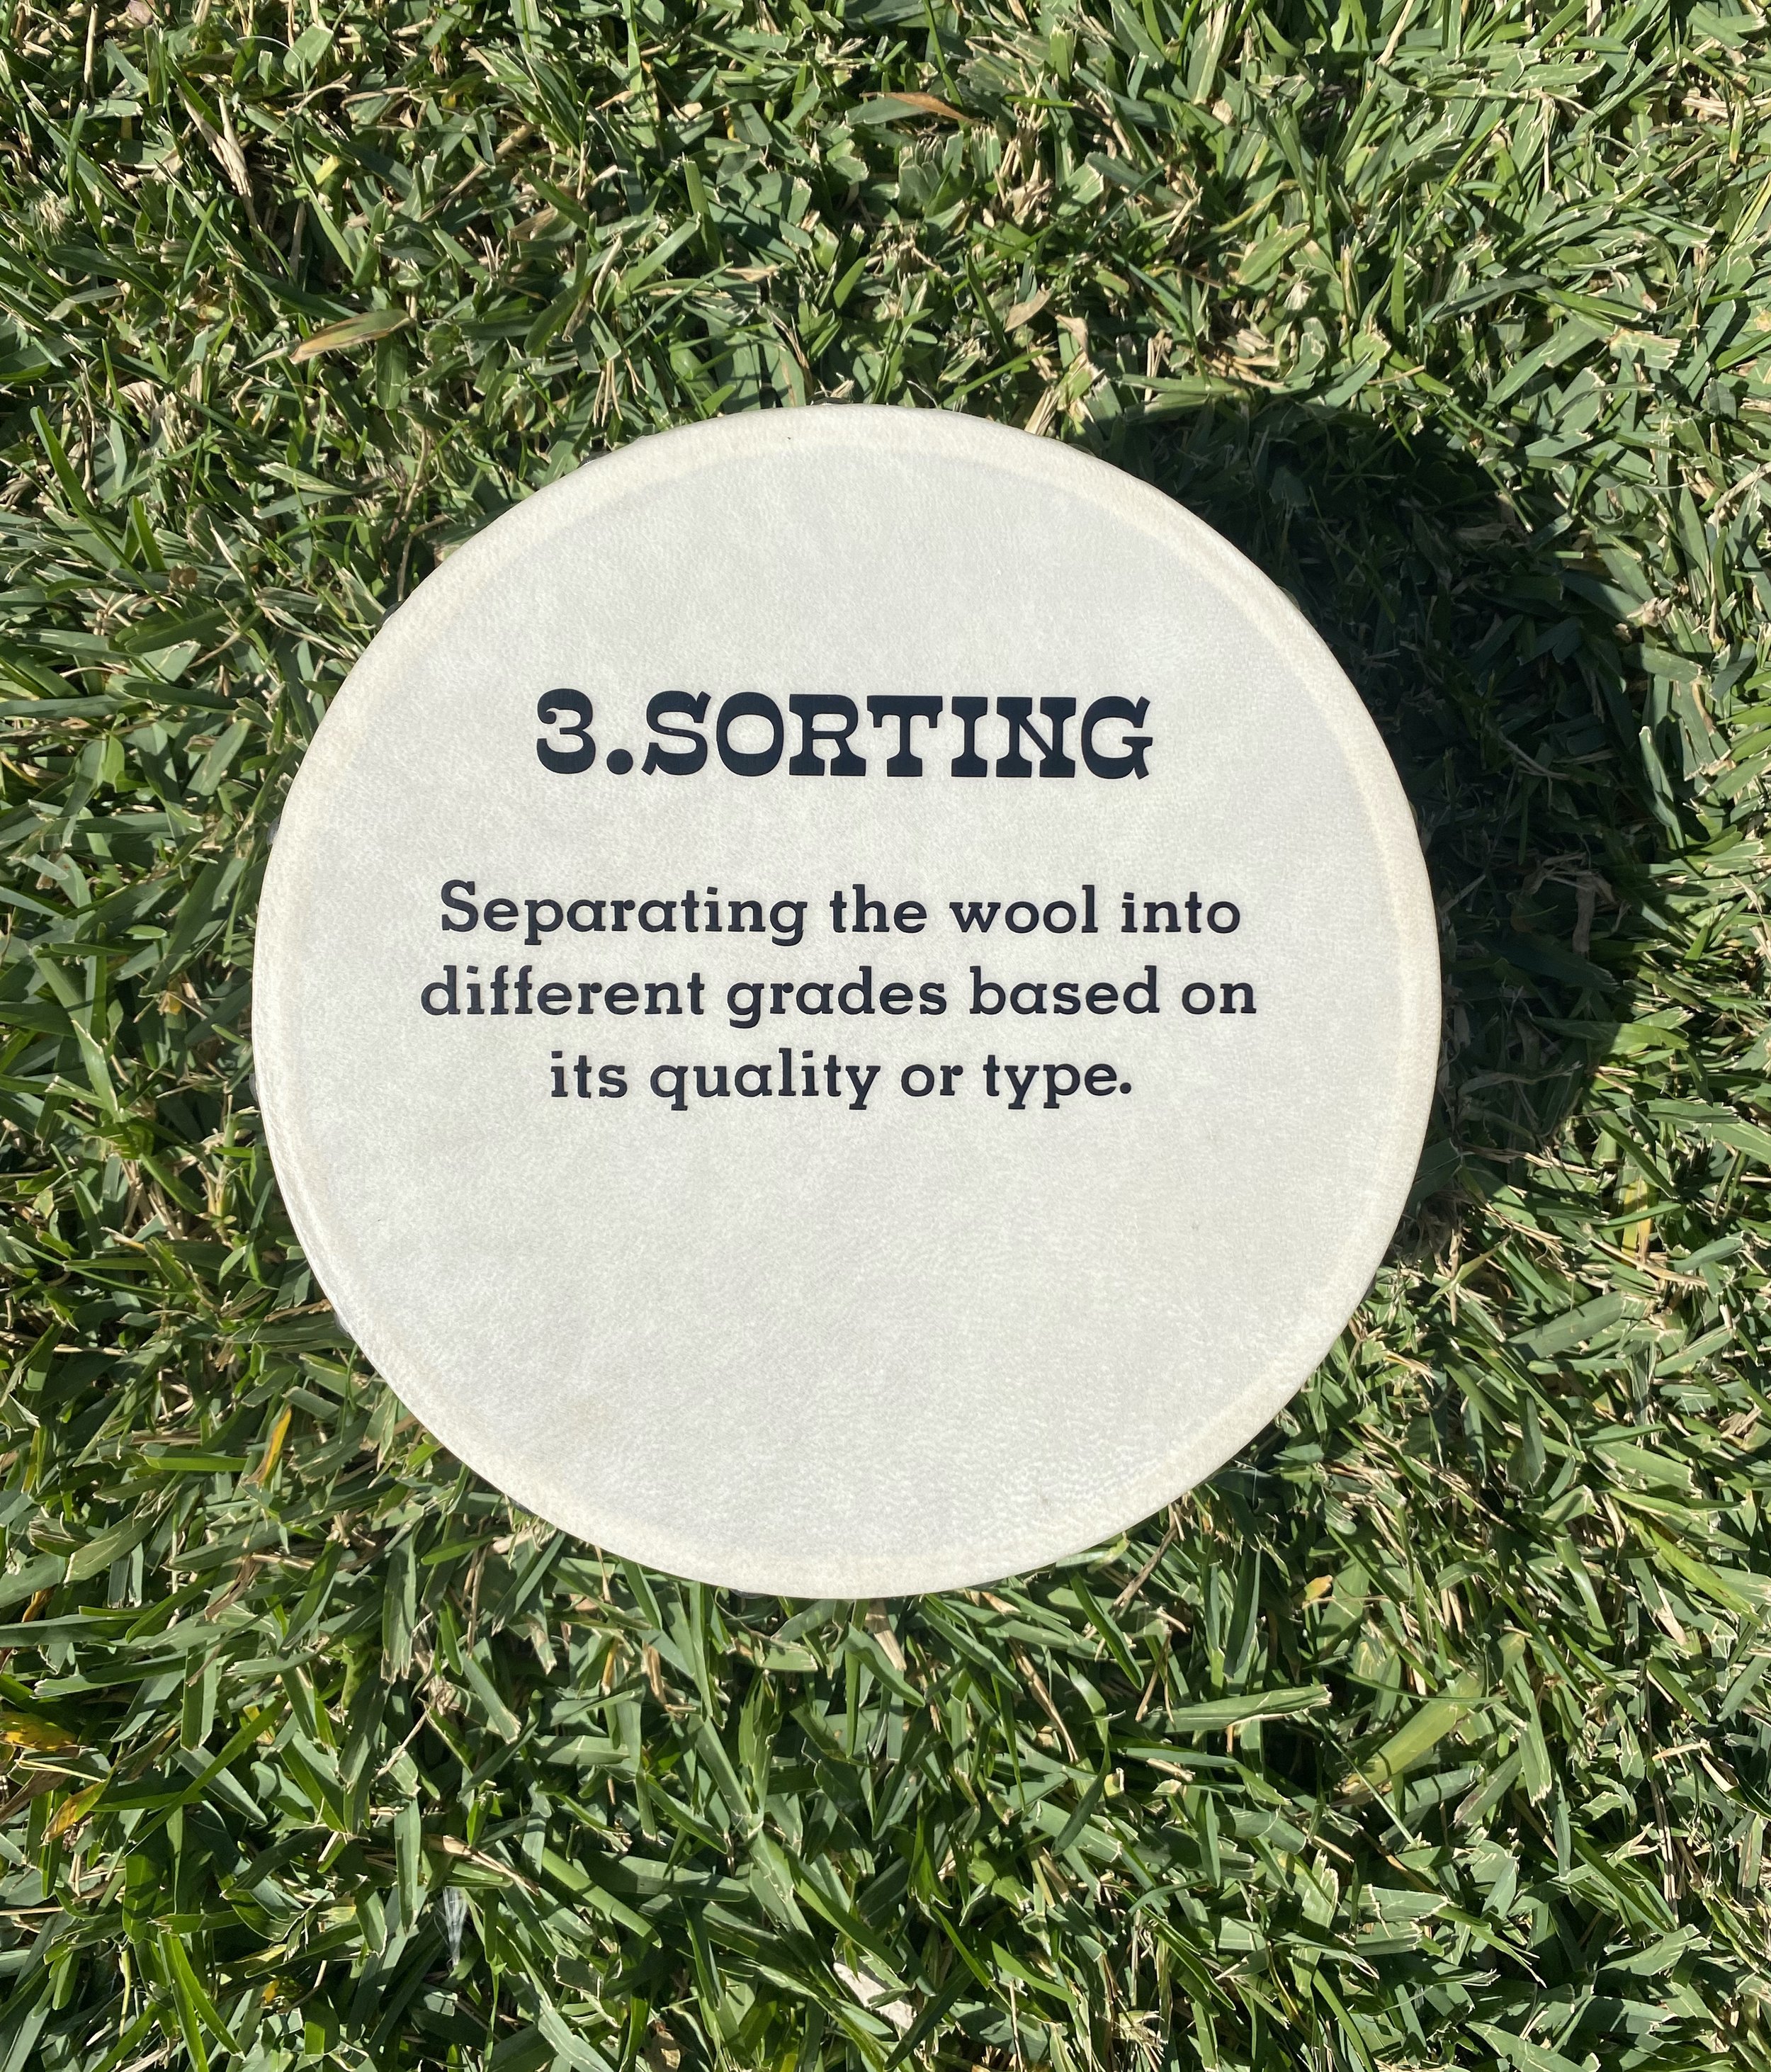 3.SORTING
Separating the wool into
different grades based on
its quality or type.